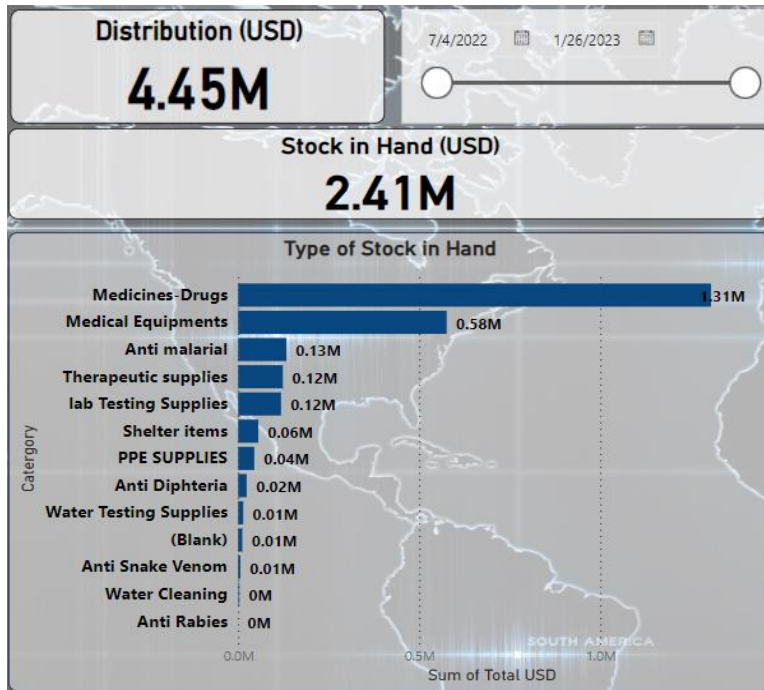 Distribution (USD)
4.45M
7/4/2022 1/26/2023
Stock in Hand (USD)
2.41M
Type of Stock in Hand
Catergory
Medicines-Drugs 1.31M
Medical Equipments 0.58M
Anti malarial 0.13M
Therapeutic supplies 0.12M
lab Testing Supplies 0.12M
Shelter items 0.06M
PPE SUPPLIES 0.04M
Anti Diphteria 0.02M
Water Testing Supplies 0.01M
(Blank) 0.01M
Anti Snake Venom 0.01M
Water Cleaning 0M
Anti Rabies 0M
SOUTH AMERICA
0.0M 0.5M 1.0M
Sum of Total USD